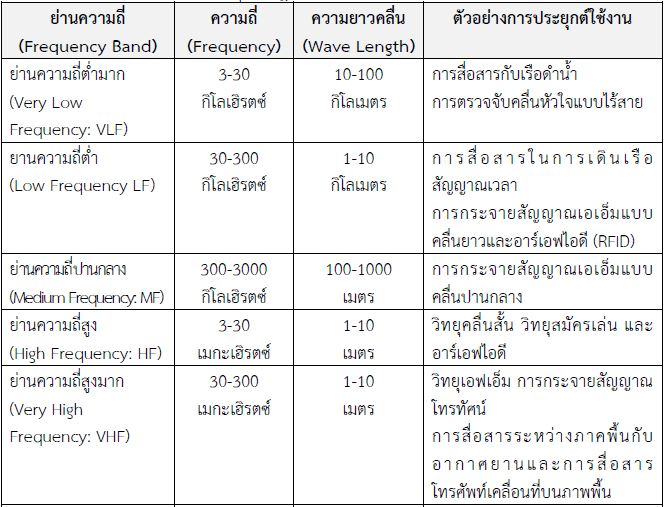 ย่านความถี่
(Frequency Band)
ความถี่
(Frequency)
ความยาวคลื่น
(Wave Length)
ตัวอย่างการประยุกต์ใช้งาน
ย่านความถี่ต่ำมาก
(Very Low
Frequency: VLF)
3-30
กิโลเฮิรตซ์
10-100
กิโลเมตร
การสื่อสารกับเรือดำน้ำ
การตรวจจับคลื่นหัวใจแบบไร้สาย
ยานความถี่ต่ำ
(Low Frequency LF)
30-300
กิโลเฮิรตซ์
1-10
กิโลเมตร
การสื่อสารในการเดินเรือ
สัญญาณเวลา
การกระจายสัญญาณเอเอ็มแบบ
คลื่นยาวและอาร์เอฟไอดี (RFID)
ย่านความถี่ปานกลาง
(Medium Frequency: MF)
300-3000
กิโลเฮิรตซ์
100-1000
เมตร
การกระจายสัญญาณเอเอ็มแบบ
คลื่นปานกลาง
ย่านความถี่สูง
(High Frequency: HF)
3-30
เมกะเฮิรตซ์
1-10
เมตร
วิทยุคลื่นสั้น วิทยุสมัครเล่น และ
อาร์เอฟไอดี
ย่านความถี่สูงมาก
(Very High
Frequency: VHF)
30-300
เมกะเฮิรตซ์
1-10
เมตร
วิทยุเอฟเอ็ม การกระจายสัญญาณ
โทรทัศน์
การสื่อสารระหว่างภาคพื้นกับ
อากาศยานและการสื่อสาร
โทรศัพท์เคลื่อนที่บนภาพพื้น